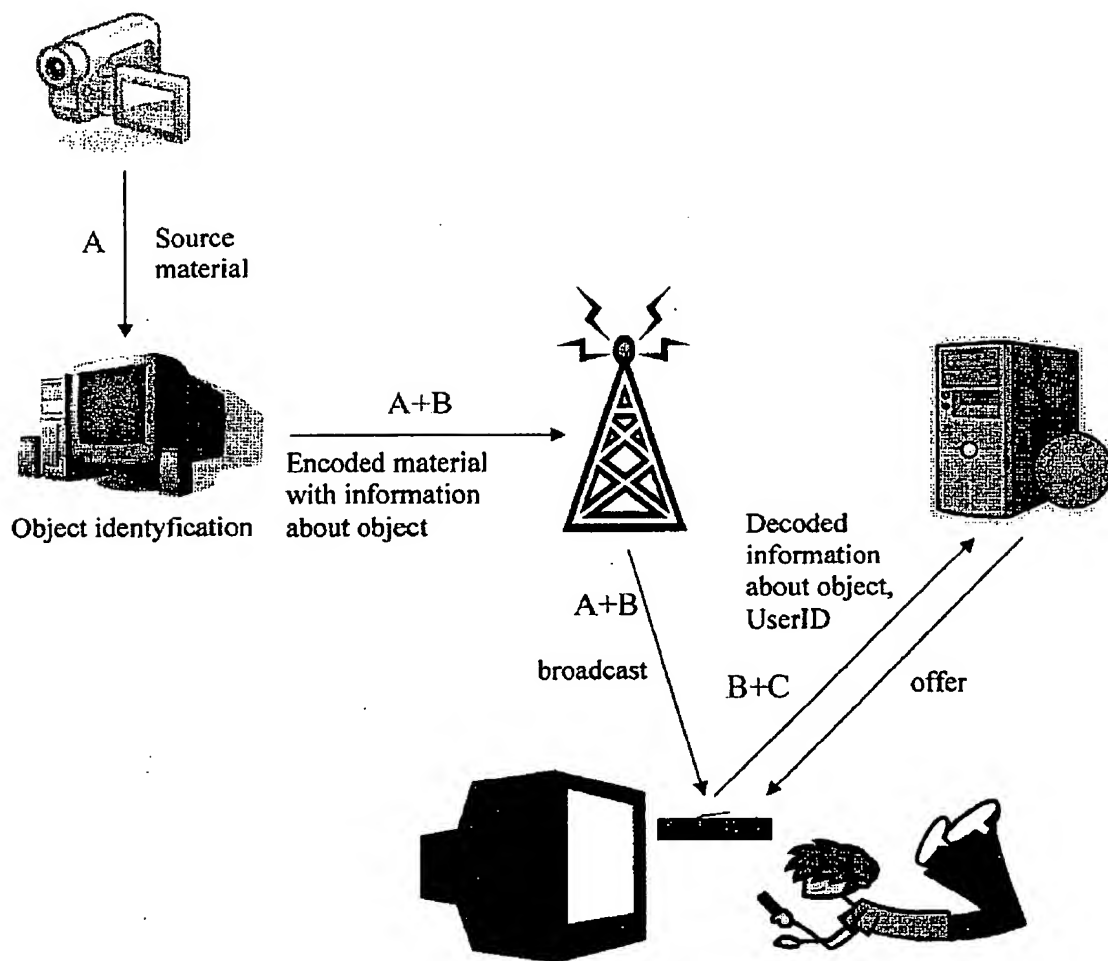 A
Source
material
A+B
Encoded material
with information
about object
Object identyfication
A+B
broadcast
Decoded
information
about object,
UserID
B+C
offer